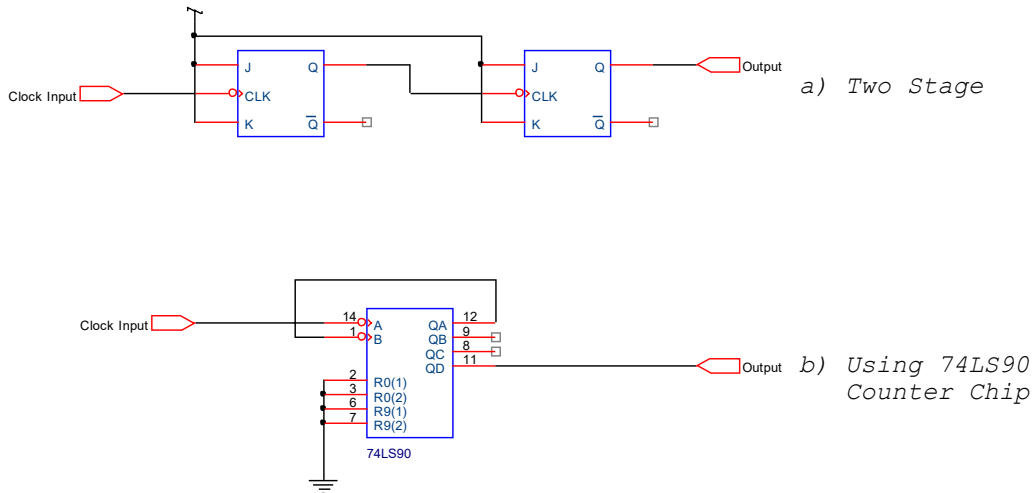 J Q
CLK
K Q
J Q
CLK
K Q
Clock Input
Output
a) Two Stage
Clock Input
14 A QA 12
1 B QB 9
QC 8
QD 11
2 R0(1)
3 R0(2)
6 R9(1)
7 R9(2)
74LS90
Output
b) Using 74LS90
Counter Chip